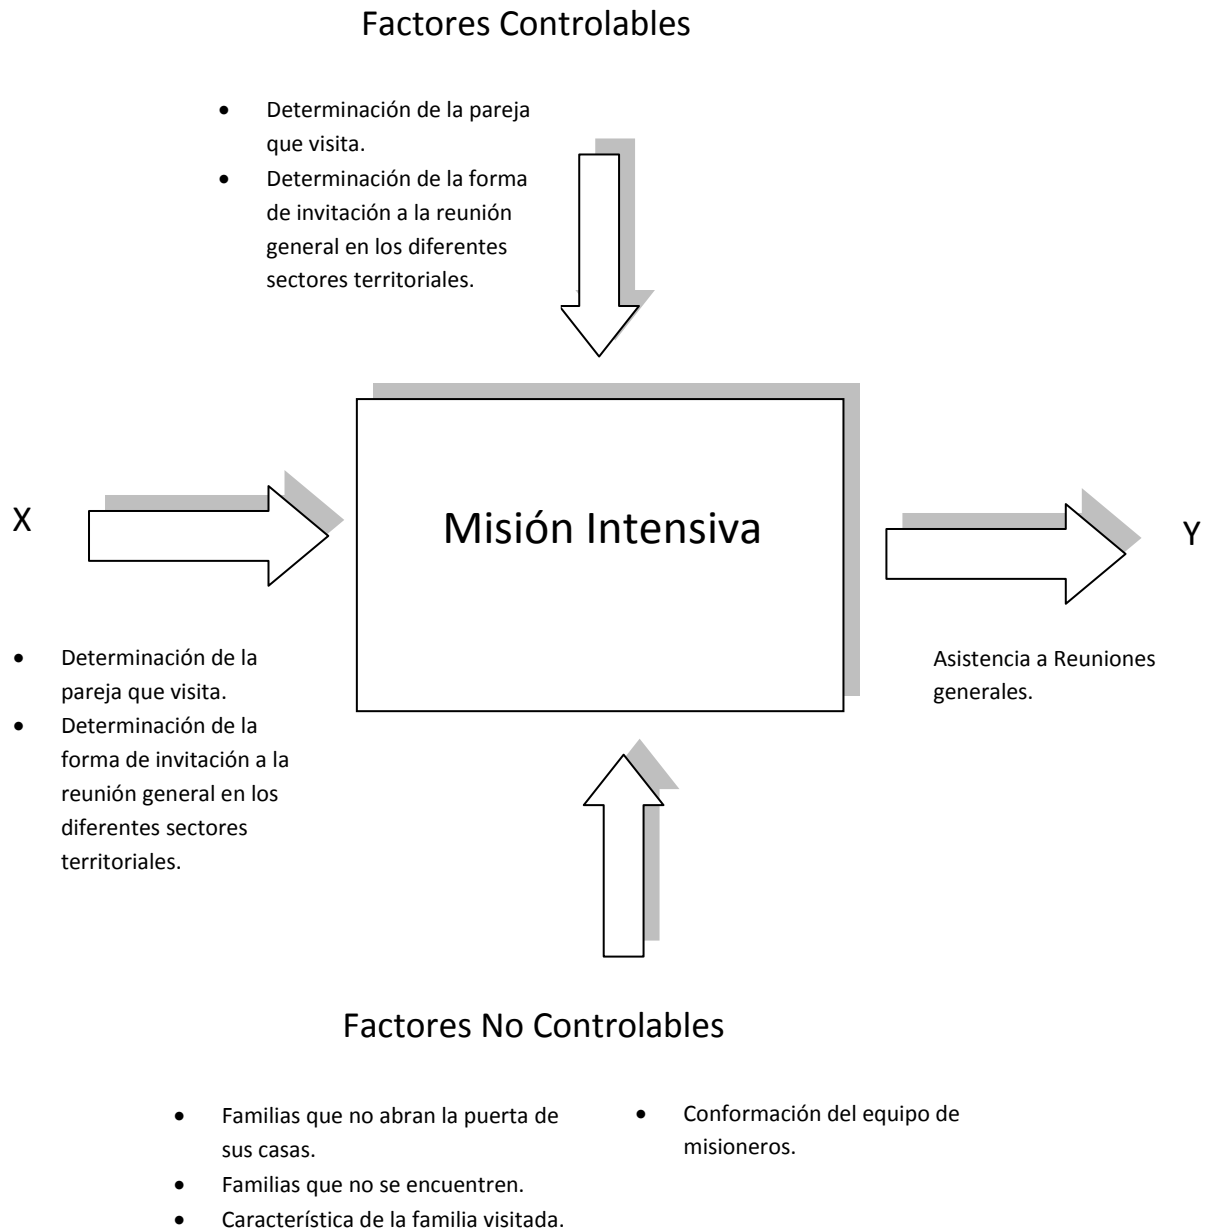 Factores Controlables
• Determinación de la pareja
que visita.
• Determinación de la forma
de invitación a la reunión
general en los diferentes
sectores territoriales.
X
Misión Intensiva
Y
• Determinación de la
pareja que visita.
• Determinación de la
forma de invitación a la
reunión general en los
diferentes sectores
territoriales.
Asistencia a Reuniones
generales.
Factores No Controlables
• Familias que no abran la puerta de
sus casas.
• Familias que no se encuentren.
• Característica de la familia visitada.
• Conformación del equipo de
misioneros.